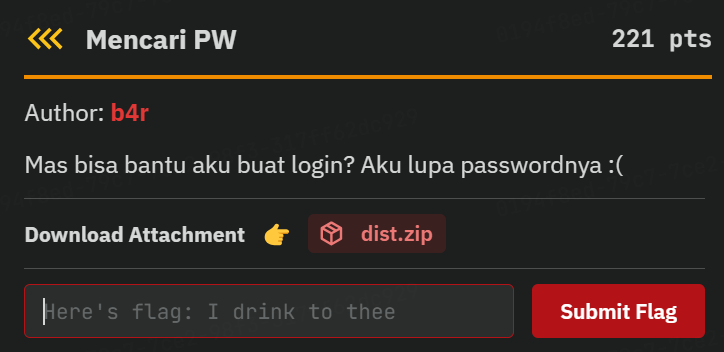 Mencari PW 221 pts
Author: b4r
Mas bisa bantu aku buat login? Aku lupa passwordnya :(
Download Attachment 👉 dist.zip
Here's flag: I drink to thee Submit Flag